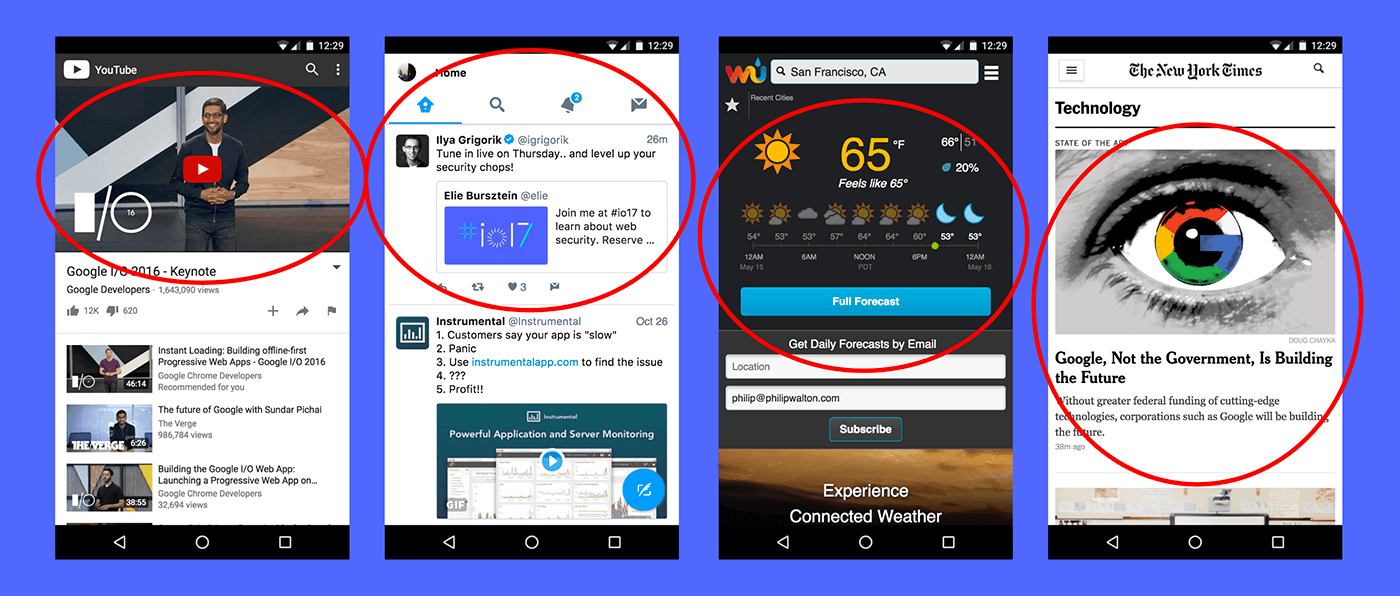 12:29
YouTube
I/O 16
Google I/O 2016 - Keynote
Google Developers · 1,643,090 views
12K 620
Instant Loading: Building offline-first
Progressive Web Apps - Google I/O 2016
Google Chrome Developers
Recommended for you
46:14
The future of Google with Sundar Pichai
The Verge
986,784 views
THE VERGE 6:26
Building the Google I/O Web App:
Launching a Progressive Web App on...
Google Chrome Developers
32,694 views
38:55
12:29
Home
2
Ilya Grigorik @igrigorik 26m
Tune in live on Thursday.. and level up your
security chops!
Elie Bursztein @elie
#io17
Join me at #io17 to
learn about web
security. Reserve ...
3
Instrumental @Instrumental Oct 26
1. Customers say your app is "slow"
2. Panic
3. Use instrumentalapp.com to find the issue
4. ???
5. Profit!!
INSTRUMENTAL
Powerful Application and Server Monitoring
GIF
12:29
WU San Francisco, CA
Recent Cities
65 °F
66° | 51
20%
Feels like 65°
54° 53° 53° 57° 64° 64° 60° 53° 53°
12AM 6AM NOON 6PM 12AM
May 15 PDT May 16
Full Forecast
Get Daily Forecasts by Email
Location
philip@philipwalton.com
Subscribe
Experience
Connected Weather
12:29
The New York Times
Technology
STATE OF THE ART
DOUG CHAYKA
Google, Not the Government, Is Building
the Future
Without greater federal funding of cutting-edge
technologies, corporations such as Google will be building
the future.
38m ago